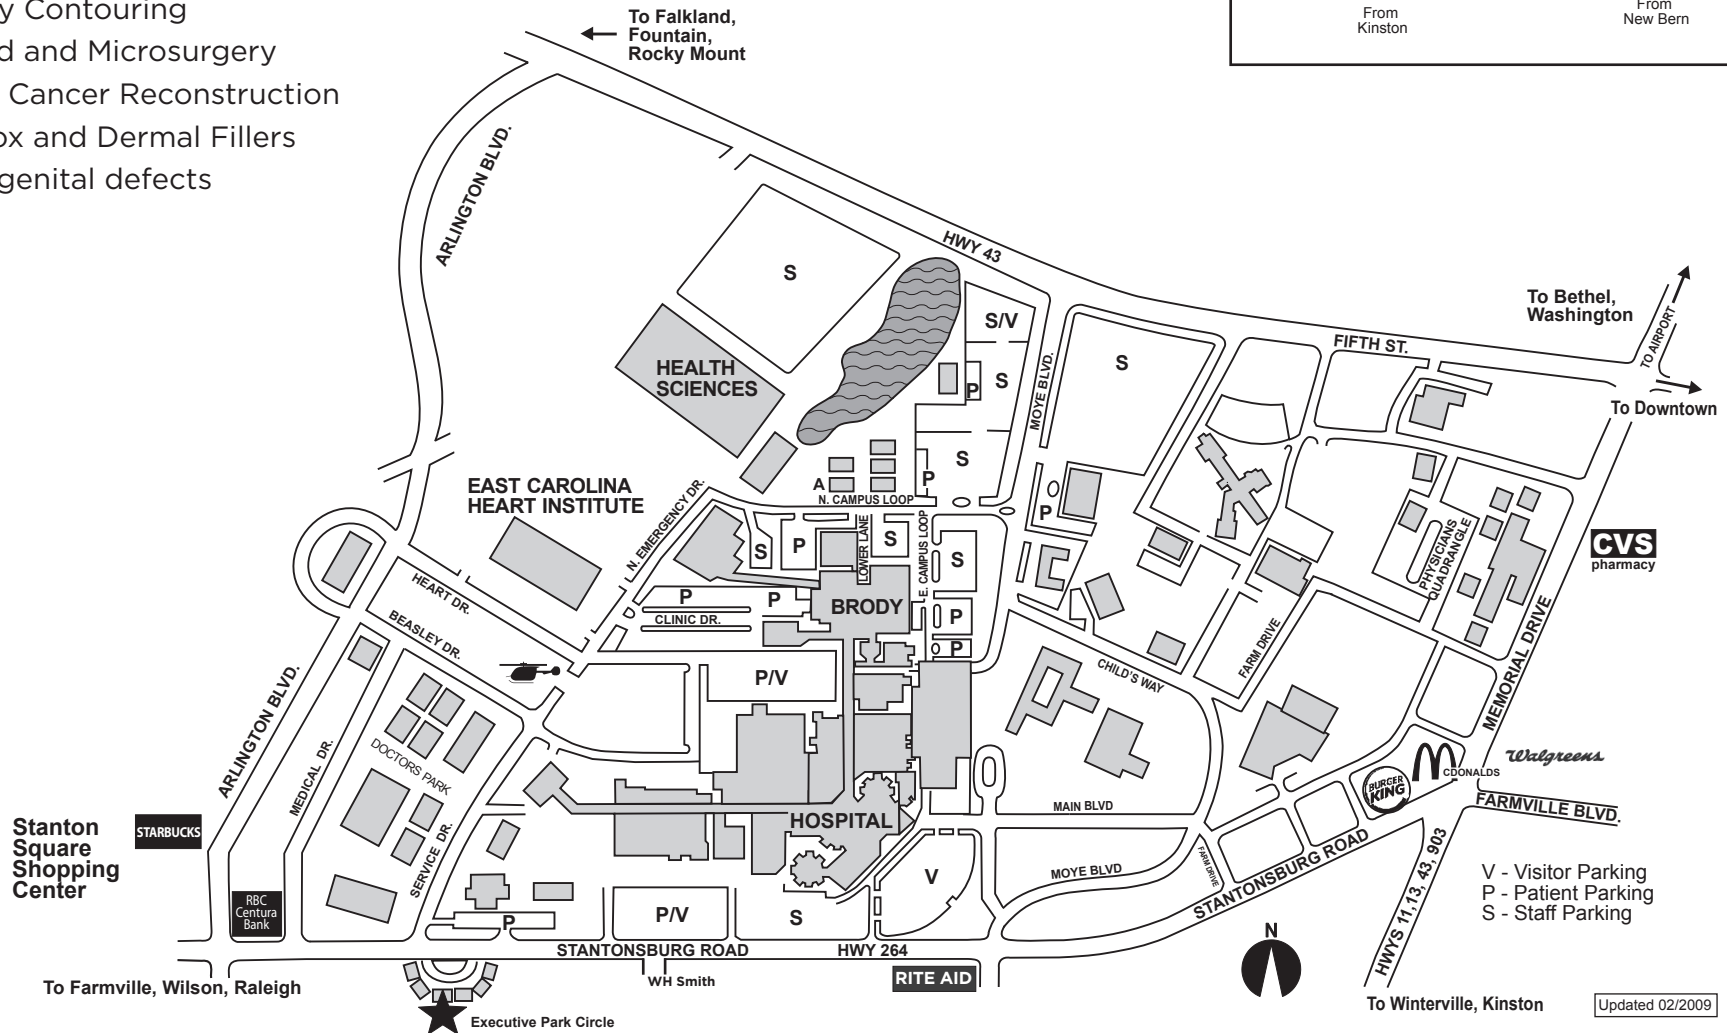 y Contouring
d and Microsurgery
Cancer Reconstruction
ox and Dermal Fillers
genital defects
From
Kinston
From
New Bern
To Falkland,
Fountain,
Rocky Mount
ARLINGTON BLVD.
HWY 43
S
To Bethel,
Washington
TO AIRPORT
FIFTH ST.
To Downtown
S/V
MOYE BLVD.
S
HEALTH
SCIENCES
P
S
S
P
A
N. CAMPUS LOOP
EAST CAROLINA
HEART INSTITUTE
N. EMERGENCY DR.
S
P
LOWER LANE
S
E. CAMPUS LOOP
S
P
PHYSICIANS
QUADRANGLE
CVS
pharmacy
HEART DR.
BEASLEY DR.
P
P
CLINIC DR.
BRODY
P
P
CHILD'S WAY
FARM DRIVE
MEMORIAL DRIVE
P/V
ARLINGTON BLVD.
MEDICAL DR.
DOCTORS PARK
SERVICE DR.
HOSPITAL
MAIN BLVD
MOYE BLVD
FARM DRIVE
BURGER
KING
CDONALDS
Walgreens
FARMVILLE BLVD.
Stanton
Square
Shopping
Center
STARBUCKS
RBC
Centura
Bank
P
P/V
S
V
STANTONSBURG ROAD
HWYS 11, 13, 43, 903
V - Visitor Parking
P - Patient Parking
S - Staff Parking
STANTONSBURG ROAD
HWY 264
N
To Farmville, Wilson, Raleigh
WH Smith
RITE AID
Executive Park Circle
To Winterville, Kinston
Updated 02/2009